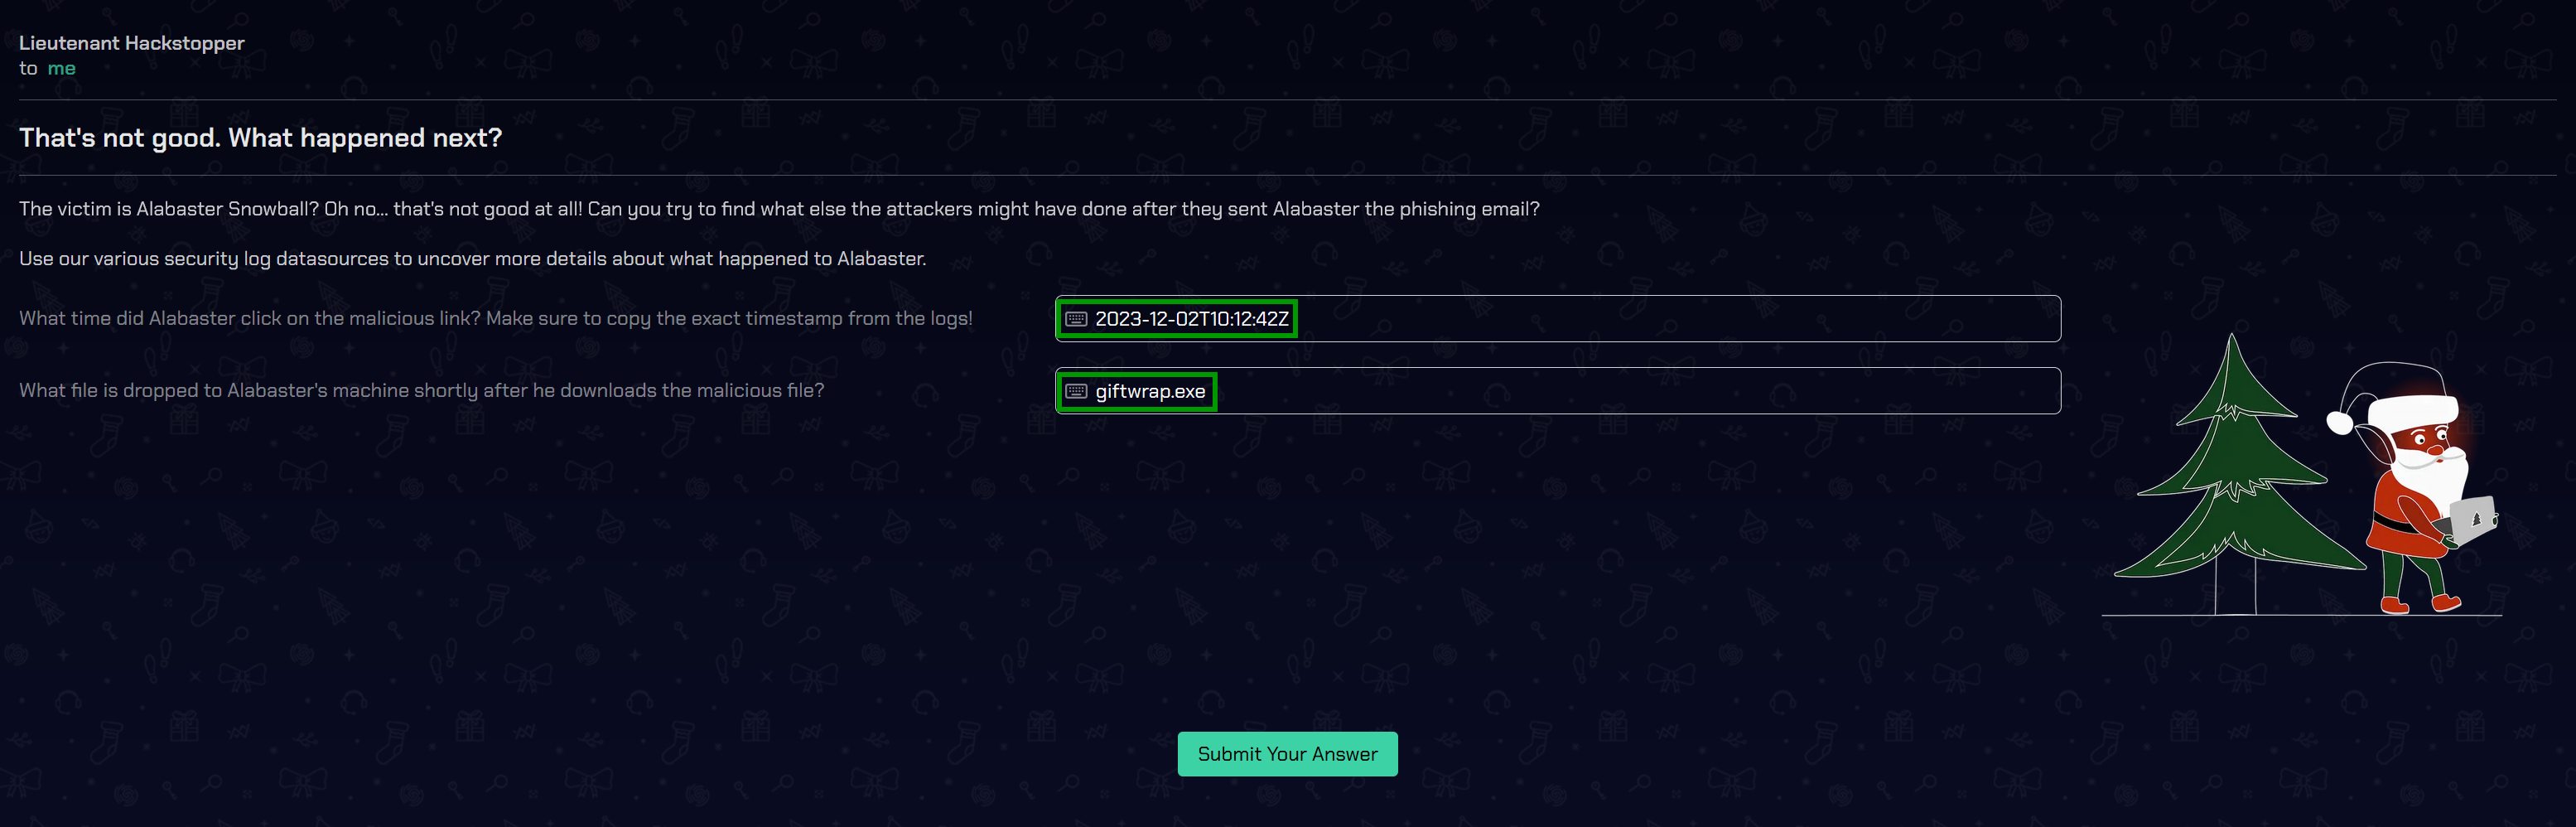 Lieutenant Hackstopper
to me
That's not good. What happened next?
The victim is Alabaster Snowball? Oh no... that's not good at all! Can you try to find what else the attackers might have done after they sent Alabaster the phishing email?
Use our various security log datasources to uncover more details about what happened to Alabaster.
What time did Alabaster click on the malicious link? Make sure to copy the exact timestamp from the logs!
2023-12-02T10:12:42Z
What file is dropped to Alabaster's machine shortly after he downloads the malicious file?
giftwrap.exe
Submit Your Answer